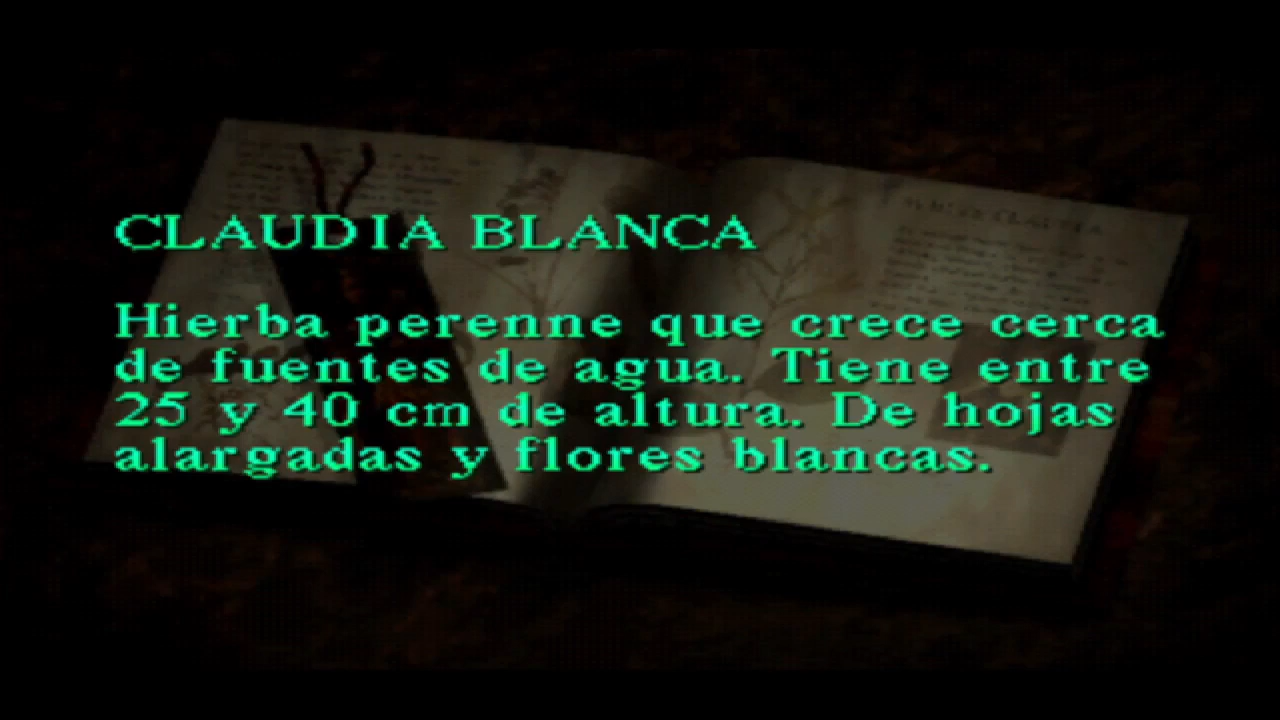 CLAUDIA BLANCA
Hierba perenne que crece cerca
de fuentes de agua. Tiene entre
25 y 40 cm de altura. De hojas
alargadas y flores blancas.